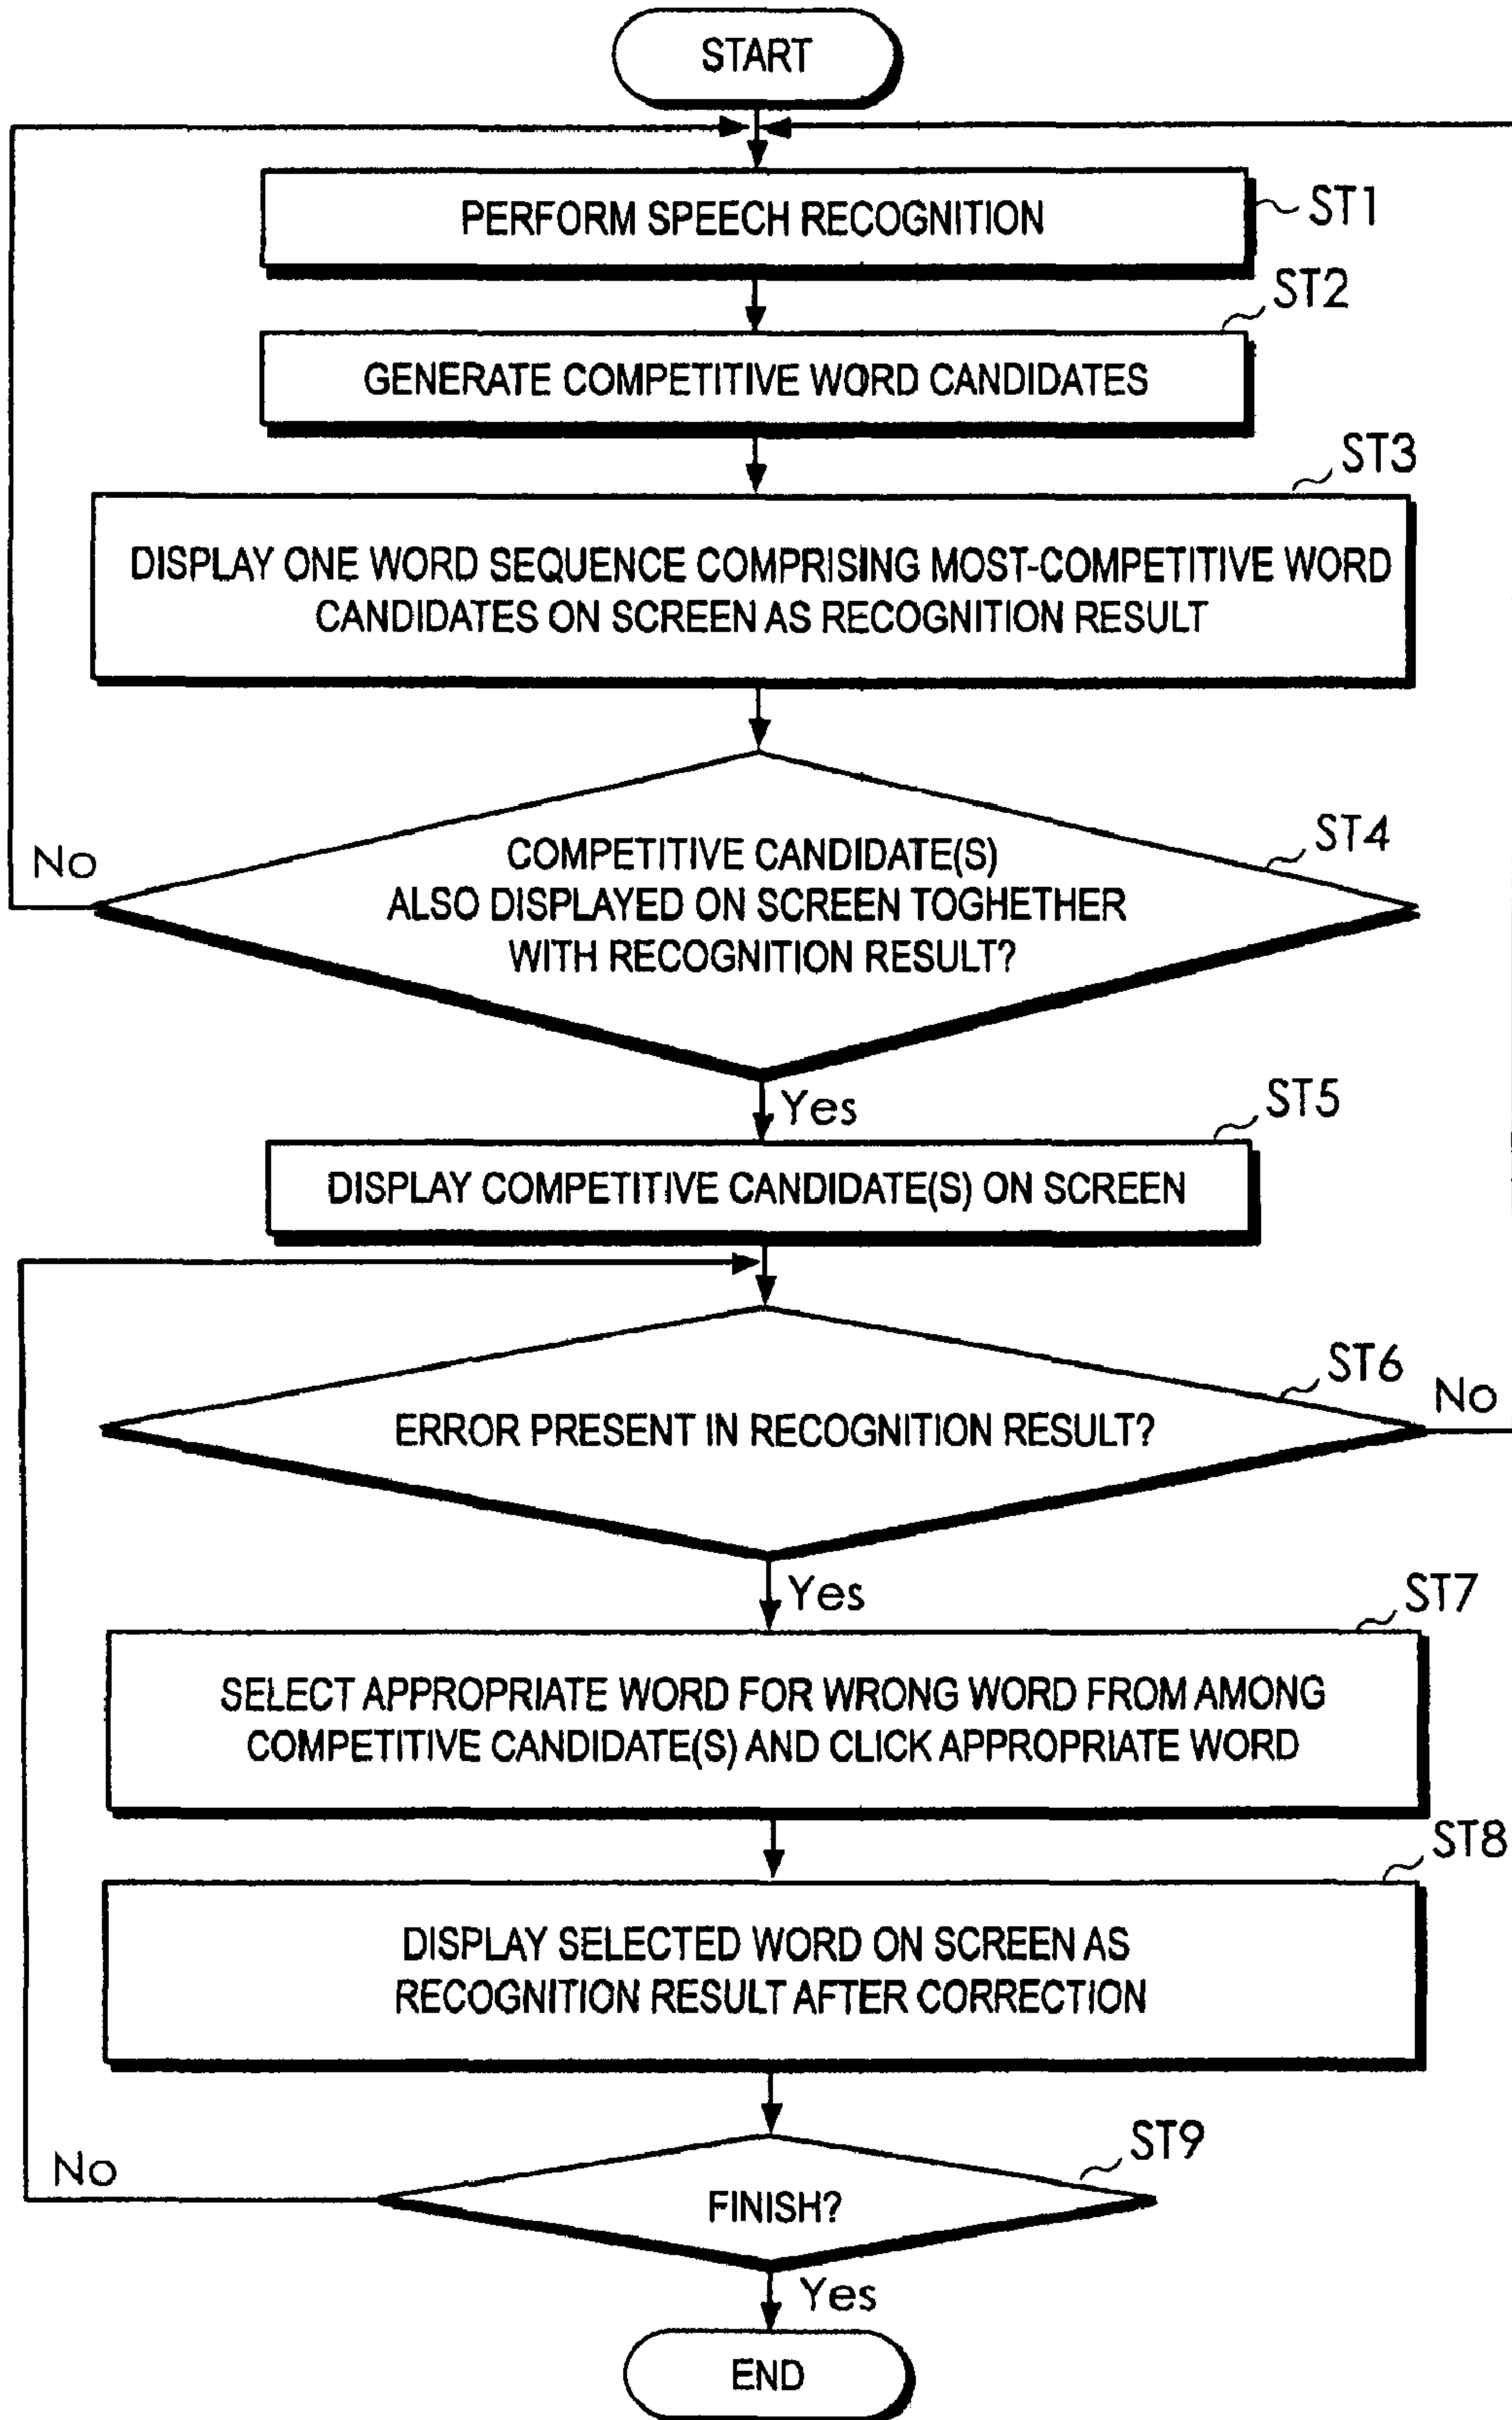 START
PERFORM SPEECH RECOGNITION
ST1
ST2
GENERATE COMPETITIVE WORD CANDIDATES
ST3
DISPLAY ONE WORD SEQUENCE COMPRISING MOST-COMPETITIVE WORD
CANDIDATES ON SCREEN AS RECOGNITION RESULT
ST4
No
COMPETITIVE CANDIDATE(S)
ALSO DISPLAYED ON SCREEN TOGHETHER
WITH RECOGNITION RESULT?
Yes
ST5
DISPLAY COMPETITIVE CANDIDATE(S) ON SCREEN
ST6
No
ERROR PRESENT IN RECOGNITION RESULT?
Yes
ST7
SELECT APPROPRIATE WORD FOR WRONG WORD FROM AMONG
COMPETITIVE CANDIDATE(S) AND CLICK APPROPRIATE WORD
ST8
DISPLAY SELECTED WORD ON SCREEN AS
RECOGNITION RESULT AFTER CORRECTION
ST9
No
FINISH?
Yes
END